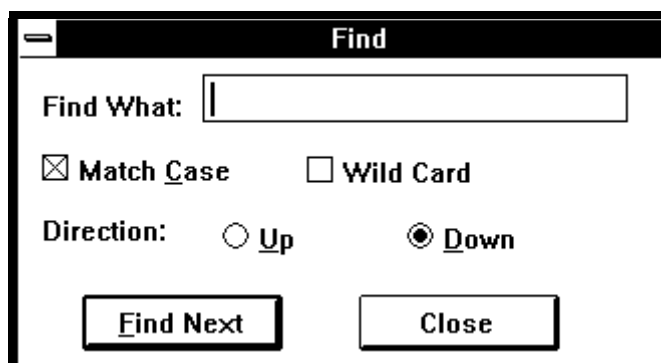 Find
Find What:
Match Case Wild Card
Direction: Up Down
Find Next Close